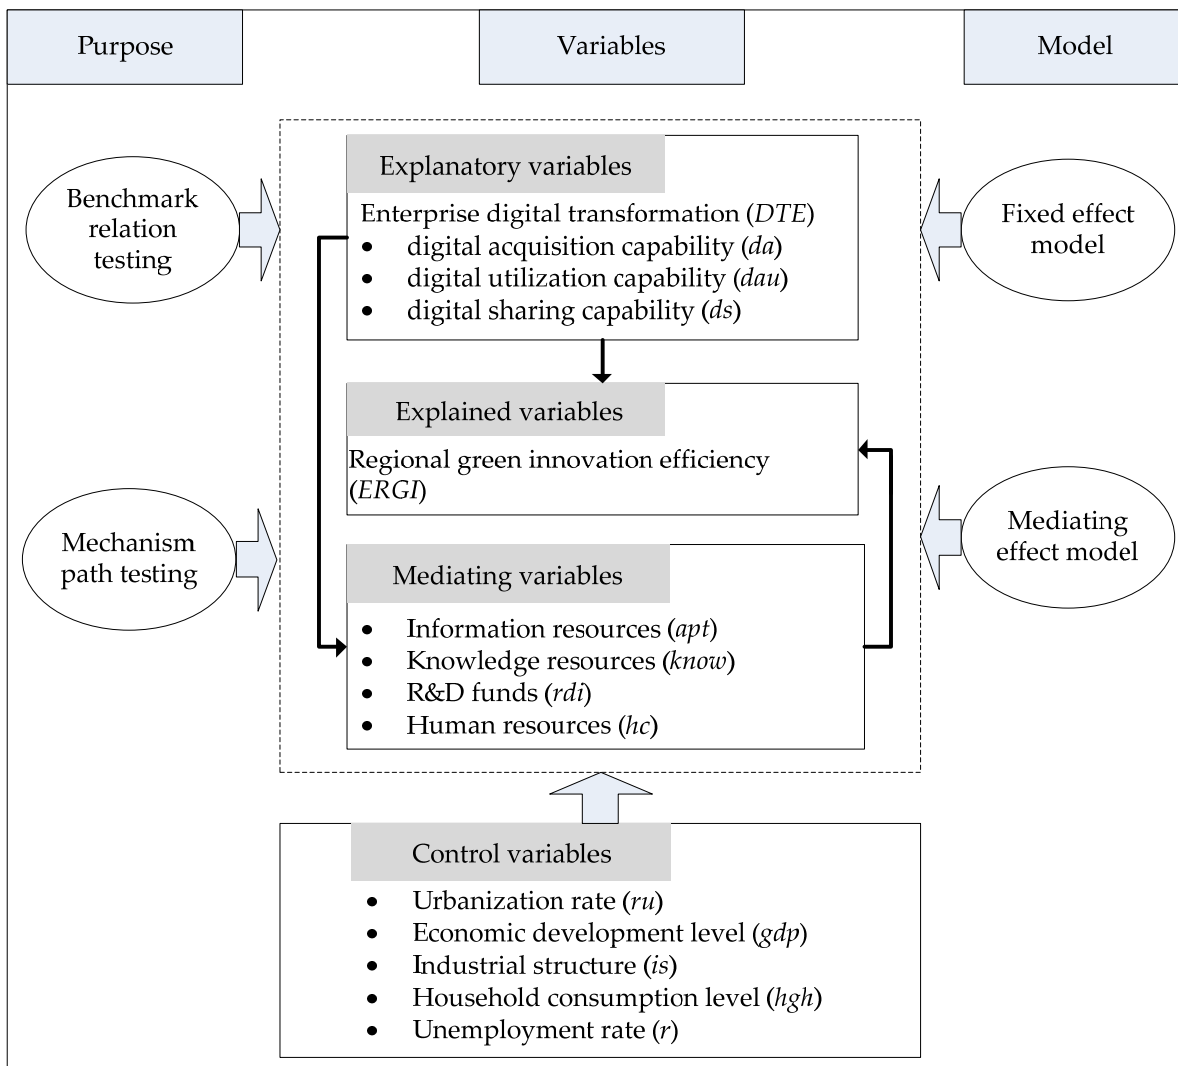 Purpose
Variables
Model
Explanatory variables
Enterprise digital transformation (DTE)
• digital acquisition capability (da)
• digital utilization capability (dau)
• digital sharing capability (ds)
Benchmark
relation
testing
Fixed effect
model
Explained variables
Regional green innovation efficiency
(ERGI)
Mechanism
path testing
Mediating
effect model
Mediating variables
• Information resources (apt)
• Knowledge resources (know)
• R&D funds (rdi)
• Human resources (hc)
Control variables
• Urbanization rate (ru)
• Economic development level (gdp)
• Industrial structure (is)
• Household consumption level (hgh)
• Unemployment rate (r)